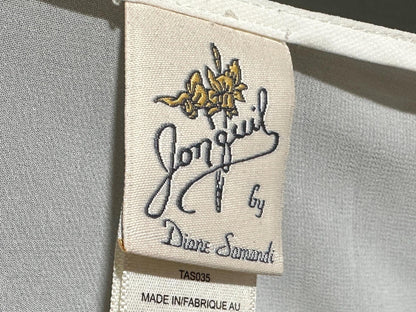 Jonquil
by
Diane Samandi
TAS035
MADE IN/FABRIQUE AU